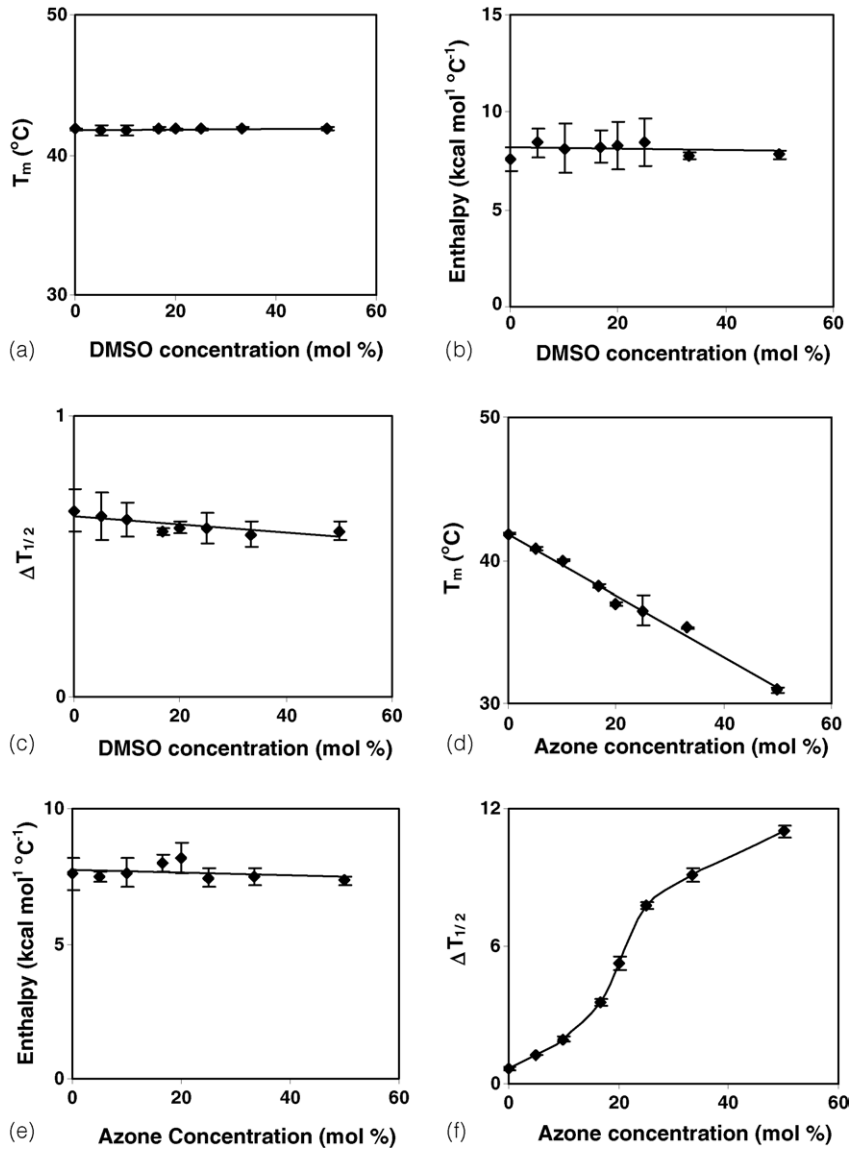 50
40
30
T_m (°C)
0 20 40 60
(a) DMSO concentration (mol %)
15
10
5
0
Enthalpy (kcal mol¹ °C⁻¹)
0 20 40 60
(b) DMSO concentration (mol %)
1
0
Δ T_1/2
0 20 40 60
(c) DMSO concentration (mol %)
50
40
30
T_m (°C)
0 20 40 60
(d) Azone concentration (mol %)
10
5
0
Enthalpy (kcal mol¹ °C⁻¹)
0 20 40 60
(e) Azone Concentration (mol %)
12
6
0
Δ T_1/2
0 20 40 60
(f) Azone concentration (mol %)